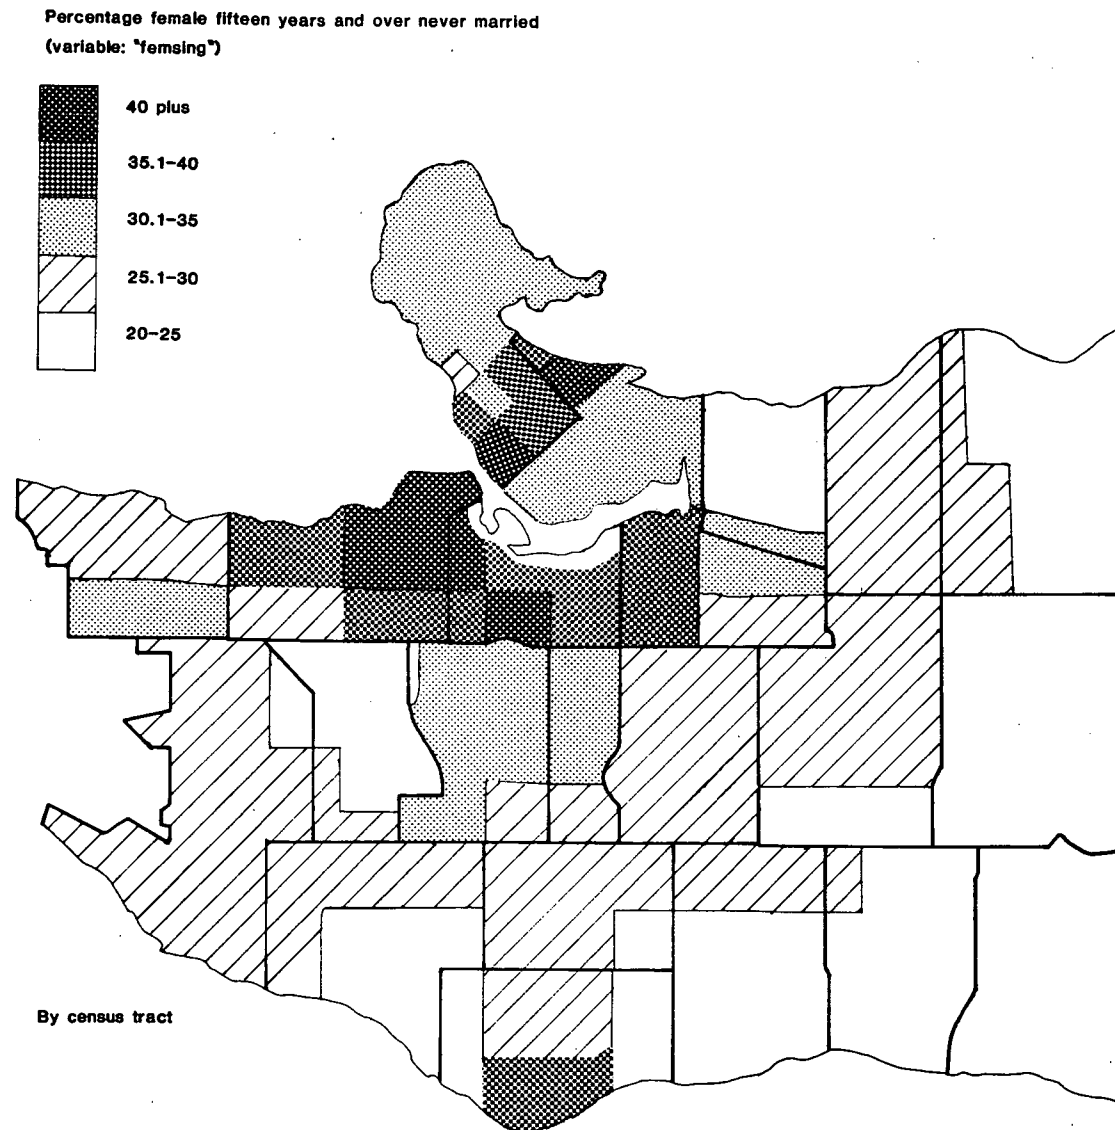 Percentage female fifteen years and over never married
(variable: "femsing")
40 plus
35.1-40
30.1-35
25.1-30
20-25
By census tract